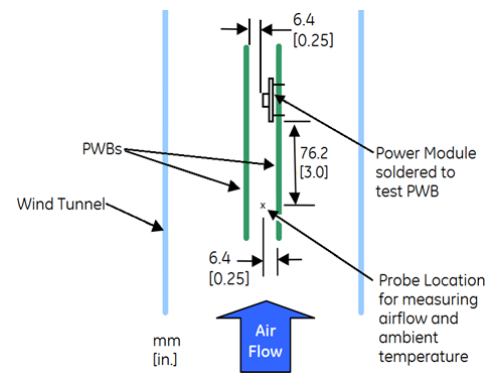 6.4
[0.25]
PWBs
Wind Tunnel
76.2
[3.0]
Power Module
soldered to
test PWB
x
6.4
[0.25]
Probe Location
for measuring
airflow and
ambient
temperature
mm
[in.]
Air
Flow